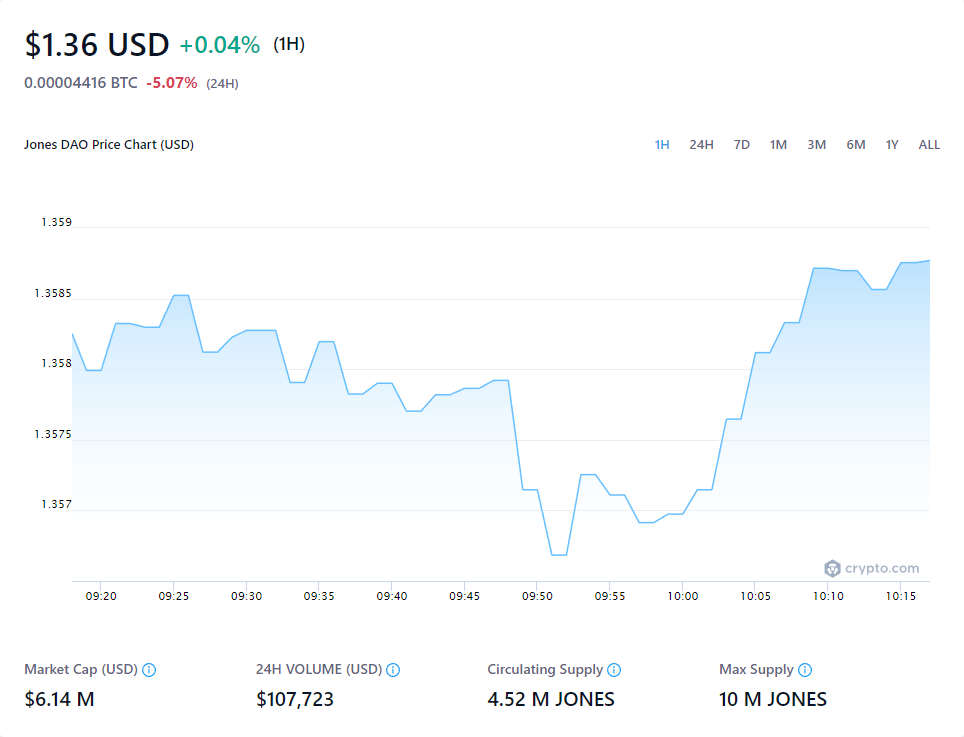 $1.36 USD +0.04% (1H)
0.00004416 BTC -5.07% (24H)
Jones DAO Price Chart (USD) 1H 24H 7D 1M 3M 6M 1Y ALL
1.359
1.3585
1.358
1.3575
1.357
crypto.com
09:20 09:25 09:30 09:35 09:40 09:45 09:50 09:55 10:00 10:05 10:10 10:15
Market Cap (USD) 24H VOLUME (USD) Circulating Supply Max Supply
$6.14 M $107,723 4.52 M JONES 10 M JONES